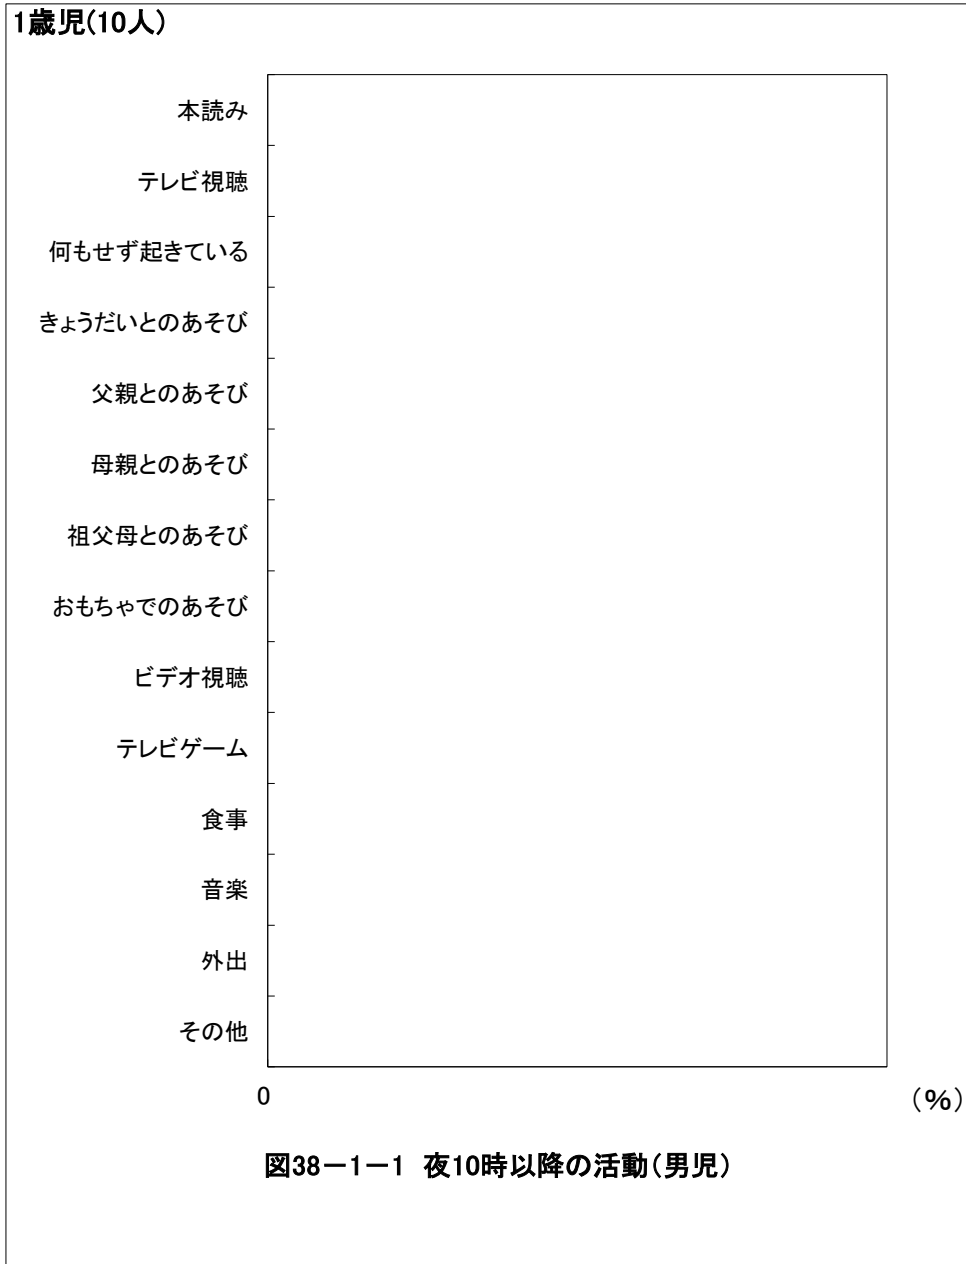 1歳児(10人)
本読み
テレビ視聴
何もせず起きている
きょうだいとのあそび
父親とのあそび
母親とのあそび
祖父母とのあそび
おもちゃでのあそび
ビデオ視聴
テレビゲーム
食事
音楽
外出
その他
0
(%)
図38-1-1 夜10時以降の活動(男児)